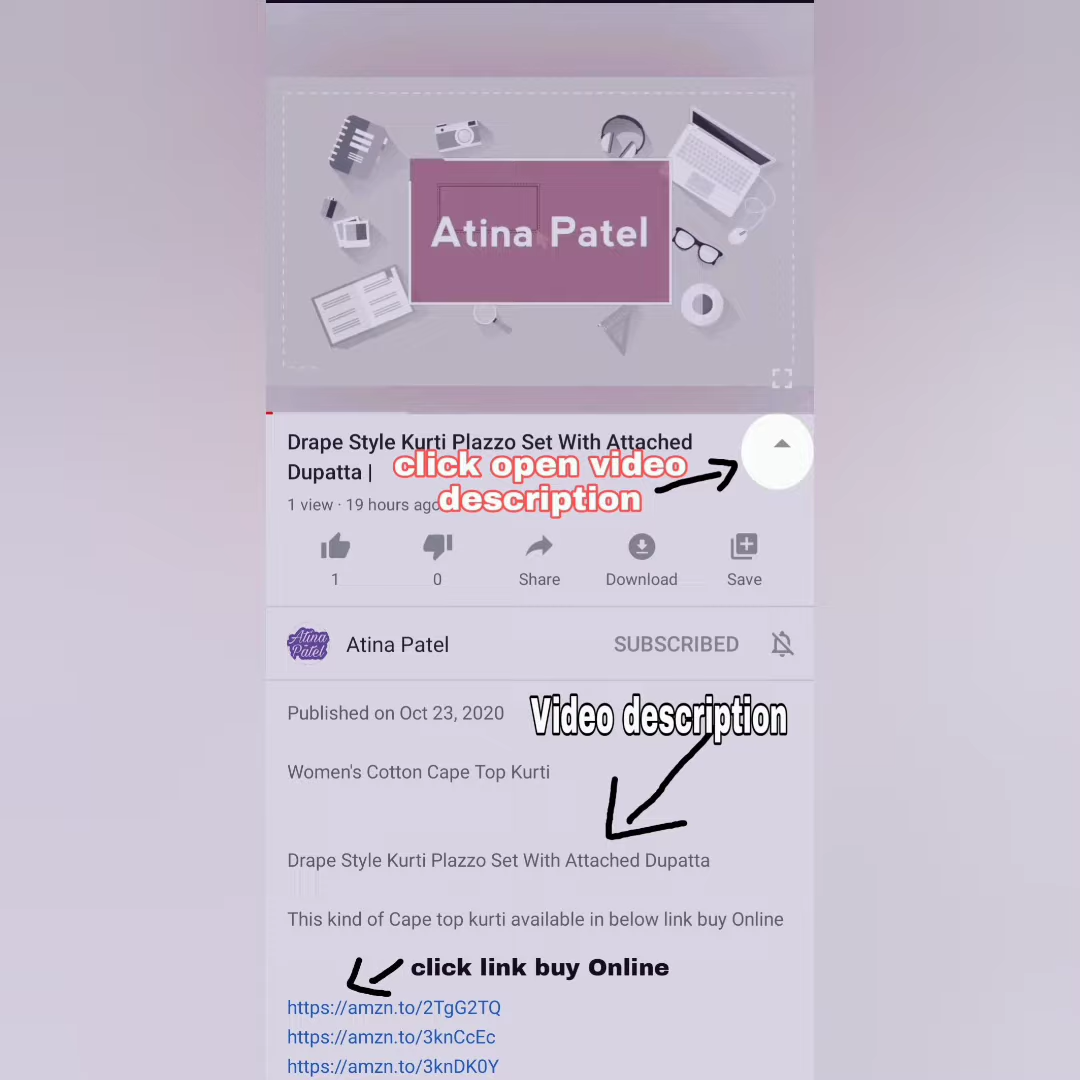 Atina Patel
Drape Style Kurti Plazzo Set With Attached
Dupatta |
click open video
description
1 view · 19 hours ago
1
0
Share
Download
Save
Atina
Patel
Atina Patel
SUBSCRIBED
Published on Oct 23, 2020
Video description
Women's Cotton Cape Top Kurti
Drape Style Kurti Plazzo Set With Attached Dupatta
This kind of Cape top kurti available in below link buy Online
click link buy Online
https://amzn.to/2TgG2TQ
https://amzn.to/3knCcEc
https://amzn.to/3knDK0Y